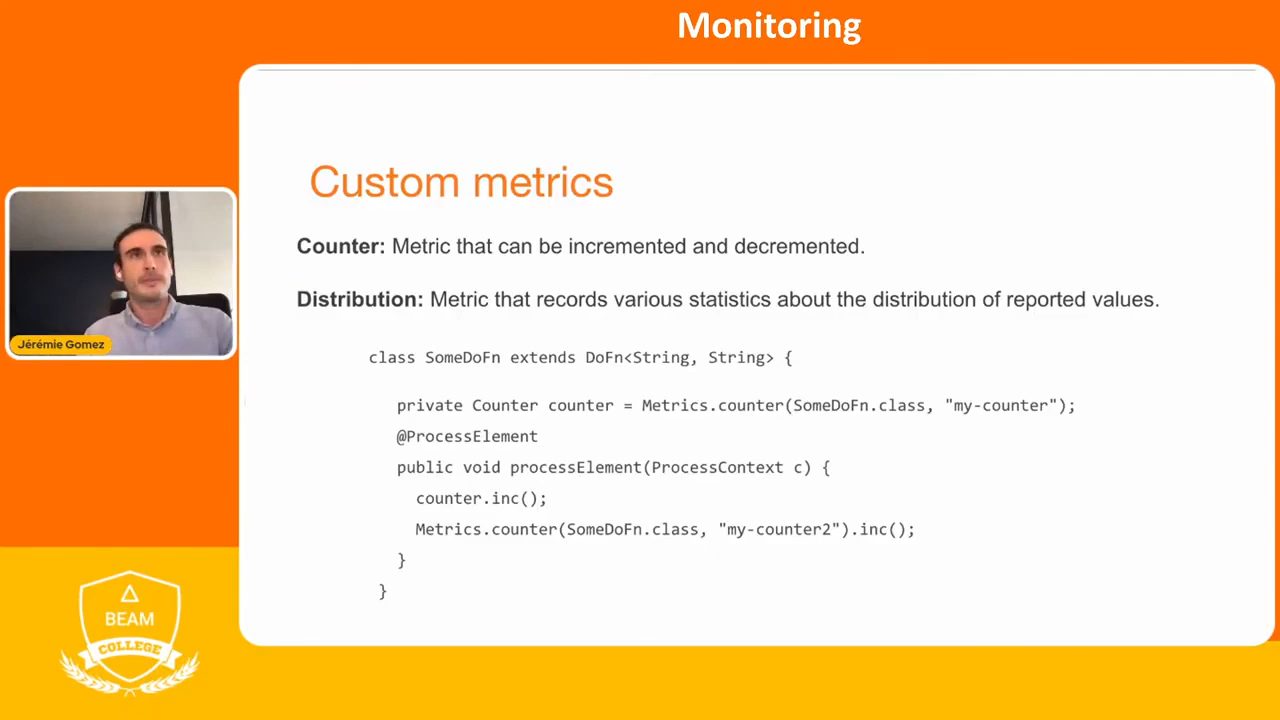 Monitoring
Custom metrics
Counter: Metric that can be incremented and decremented.
Distribution: Metric that records various statistics about the distribution of reported values.
class SomeDoFn extends DoFn<String, String> {
private Counter counter = Metrics.counter(SomeDoFn.class, "my-counter");
@ProcessElement
public void processElement(ProcessContext c) {
counter.inc();
Metrics.counter(SomeDoFn.class, "my-counter2").inc();
}
}
Jérémie Gomez
BEAM
COLLEGE